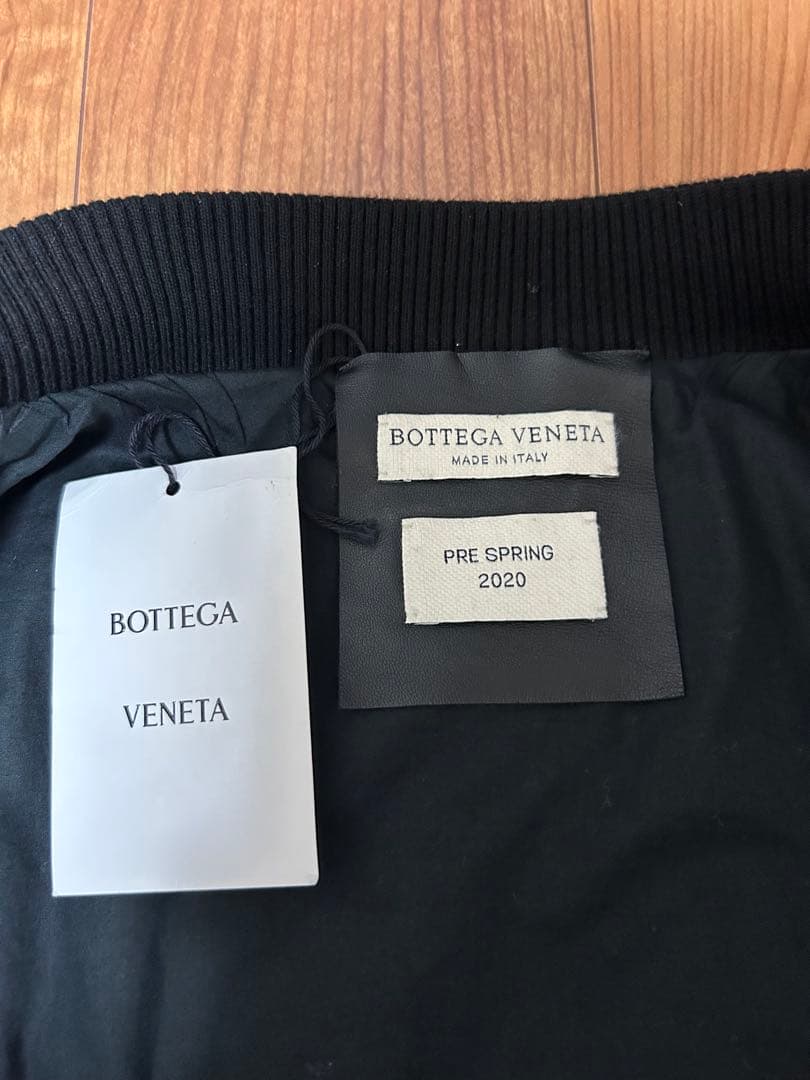 BOTTEGA VENETA
MADE IN ITALY
PRE SPRING
2020
BOTTEGA
VENETA